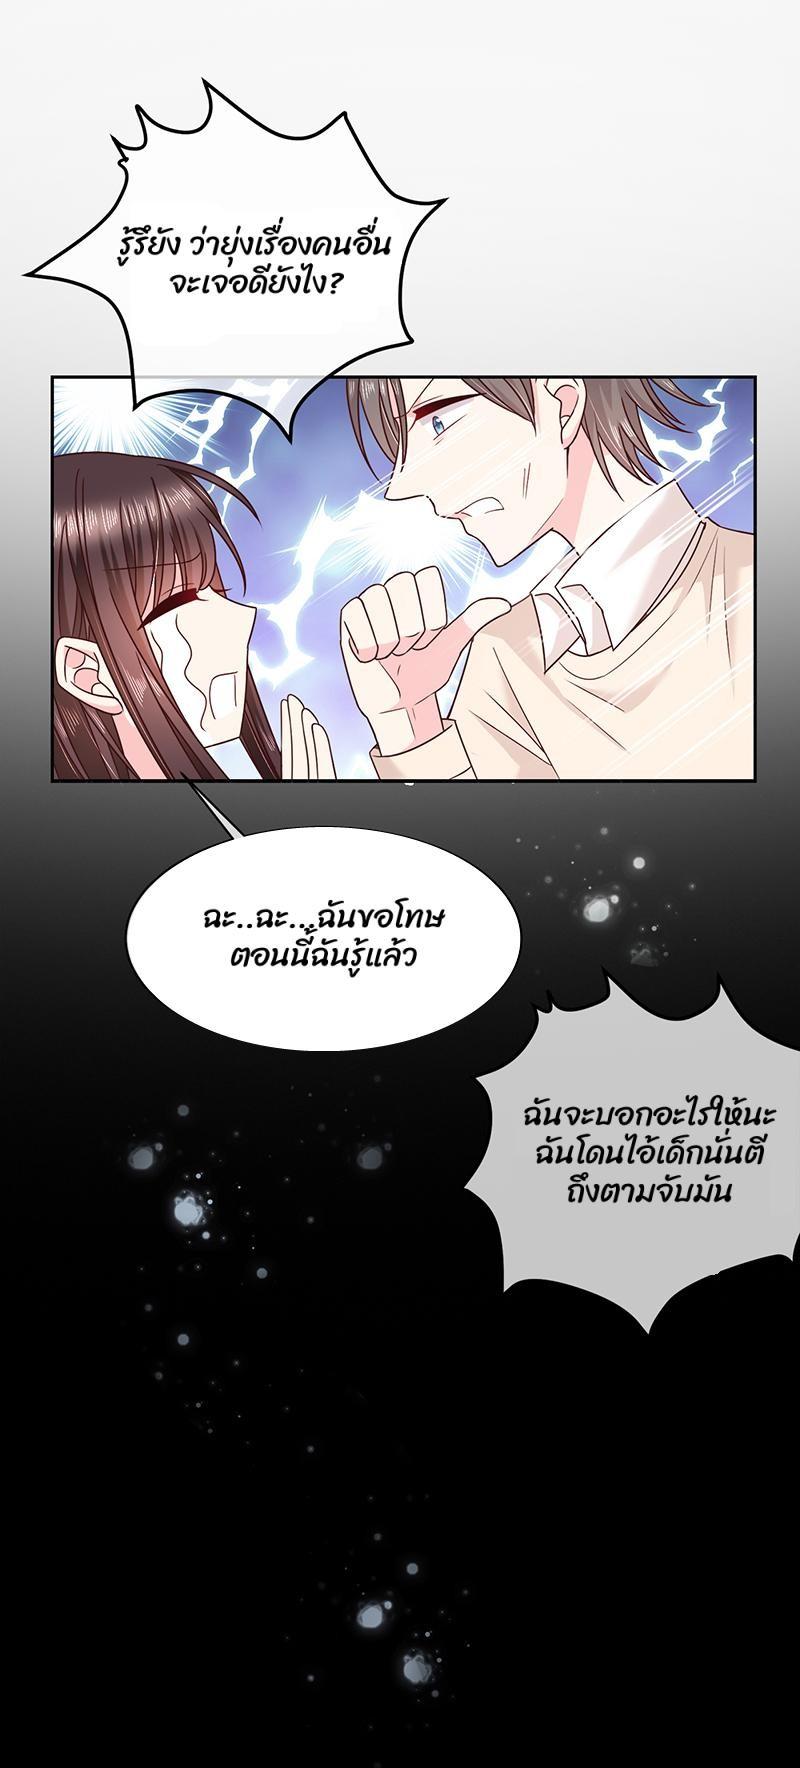 รู้รึยัง ว่ายุ่งเรื่องคนอื่น
จะเจอดียังไง?
ฉะ..ฉะ...ฉันขอโทษ
ตอนนี้ฉันรู้แล้ว
ฉันจะบอกอะไรให้นะ
ฉันโดนไอ้เด็กนั่นตี
ถึงตามจับมัน